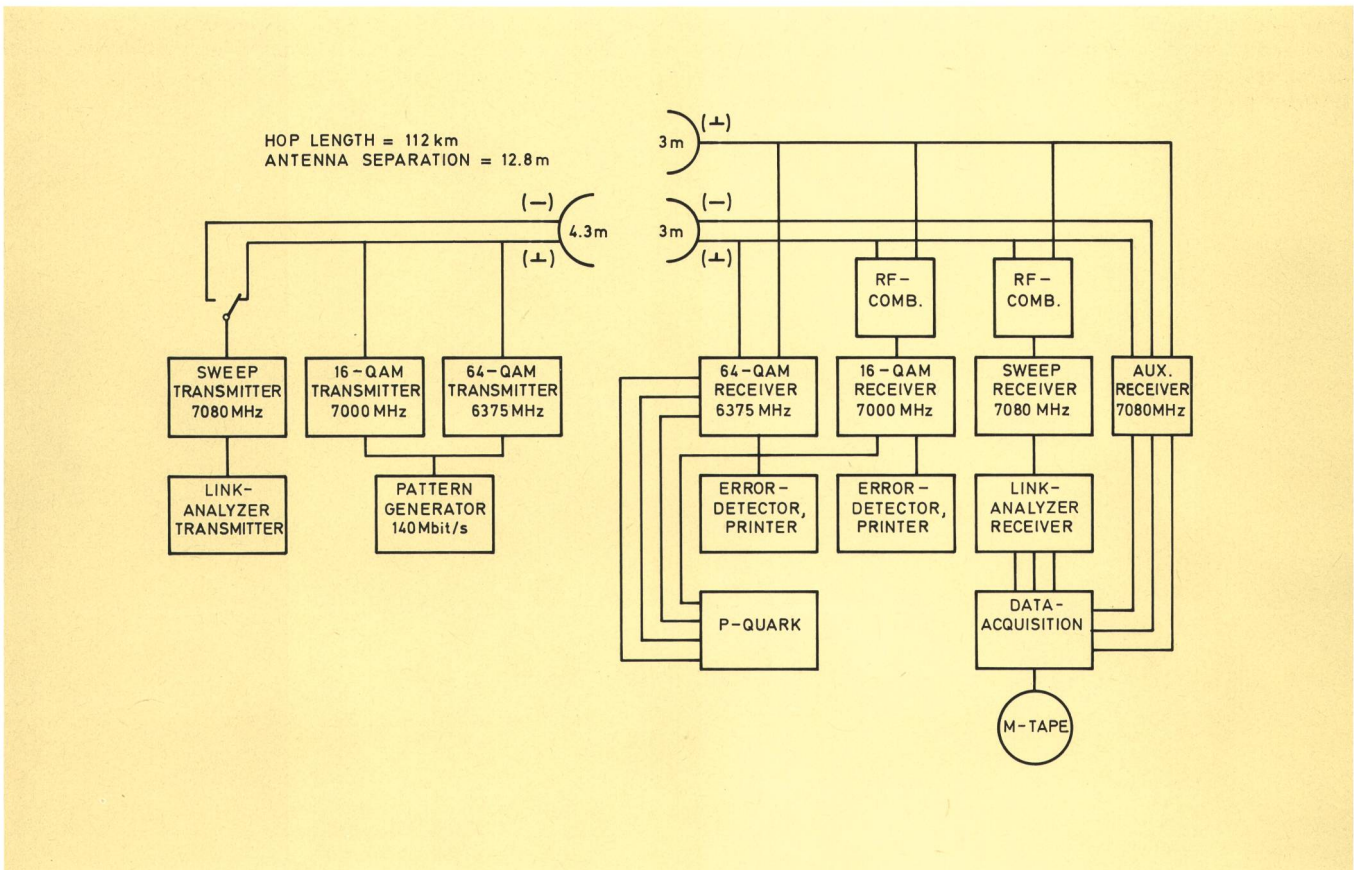 HOP LENGTH = 112 km
ANTENNA SEPARATION = 12.8 m
(⊥)
3m
(—)
4.3m
(⊥)
(—)
3m
(⊥)
RF-
COMB.
RF-
COMB.
SWEEP
TRANSMITTER
7080 MHz
16-QAM
TRANSMITTER
7000 MHz
64-QAM
TRANSMITTER
6375 MHz
64-QAM
RECEIVER
6375 MHz
16-QAM
RECEIVER
7000 MHz
SWEEP
RECEIVER
7080 MHz
AUX.
RECEIVER
7080MHz
LINK-
ANALYZER
TRANSMITTER
PATTERN
GENERATOR
140Mbit/s
ERROR-
DETECTOR,
PRINTER
ERROR-
DETECTOR,
PRINTER
LINK-
ANALYZER
RECEIVER
P-QUARK
DATA-
ACQUISITION
M-TAPE